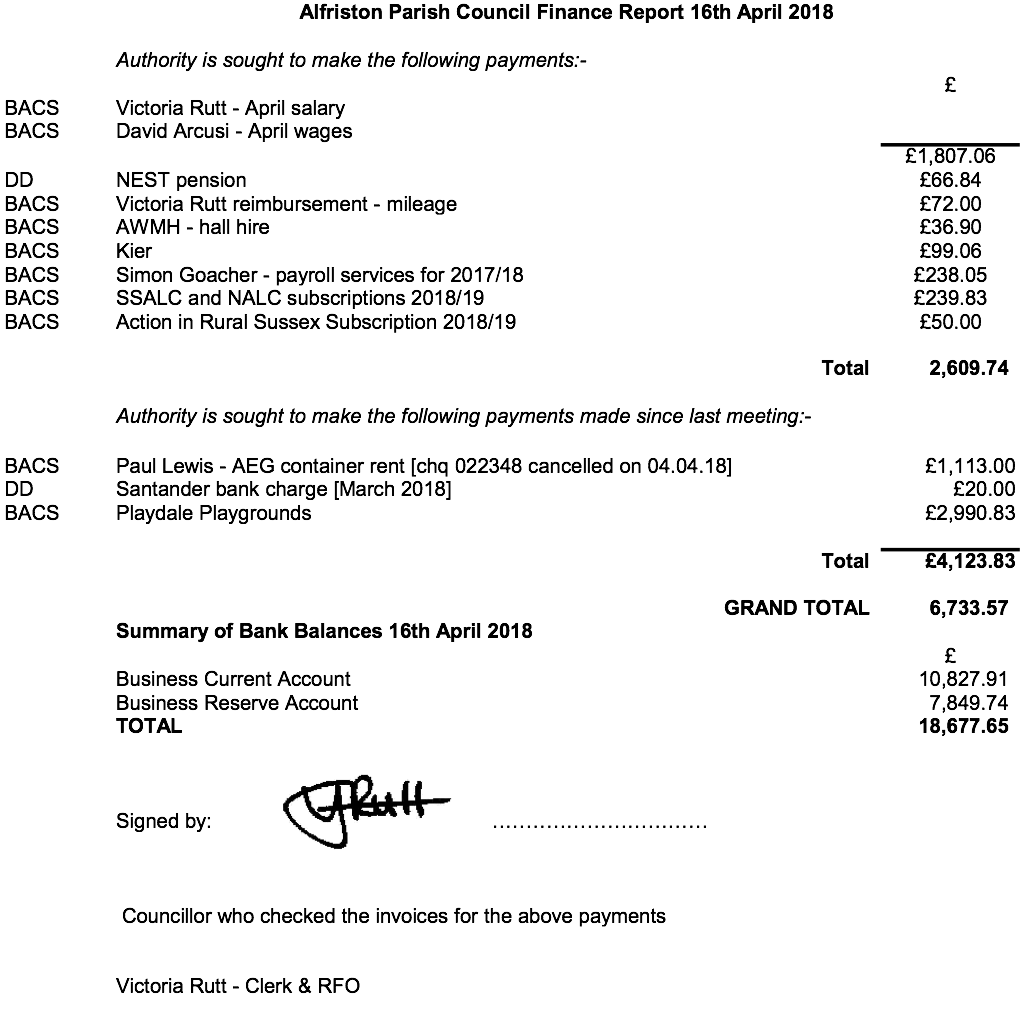 Alfriston Parish Council Finance Report 16th April 2018
Authority is sought to make the following payments:-
£
BACS Victoria Rutt - April salary
BACS David Arcusi - April wages
£1,807.06
DD NEST pension £66.84
BACS Victoria Rutt reimbursement - mileage £72.00
BACS AWMH - hall hire £36.90
BACS Kier £99.06
BACS Simon Goacher - payroll services for 2017/18 £238.05
BACS SSALC and NALC subscriptions 2018/19 £239.83
BACS Action in Rural Sussex Subscription 2018/19 £50.00
Total 2,609.74
Authority is sought to make the following payments made since last meeting:-
BACS Paul Lewis - AEG container rent [chq 022348 cancelled on 04.04.18] £1,113.00
DD Santander bank charge [March 2018] £20.00
BACS Playdale Playgrounds £2,990.83
Total £4,123.83
GRAND TOTAL 6,733.57
Summary of Bank Balances 16th April 2018
£
Business Current Account 10,827.91
Business Reserve Account 7,849.74
TOTAL 18,677.65
Signed by: VRutt ................................
Councillor who checked the invoices for the above payments
Victoria Rutt - Clerk & RFO